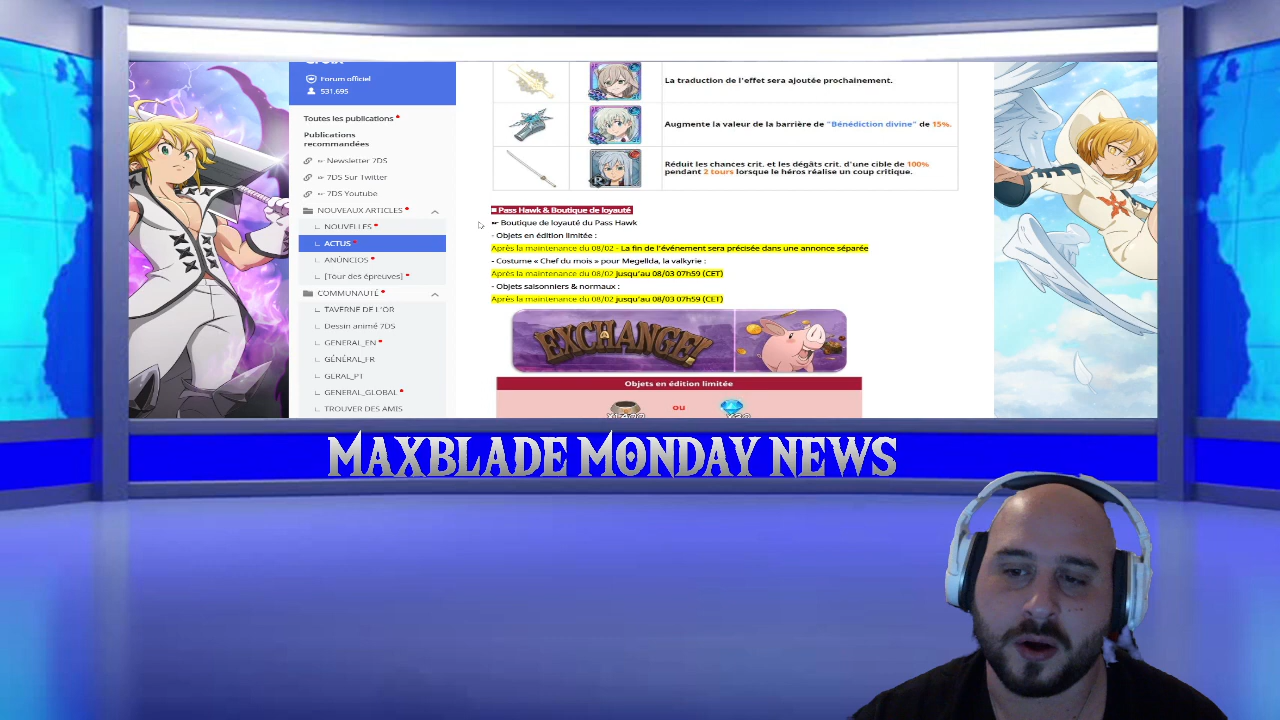 Forum officiel
531,695
Toutes les publications
Publications
recommandées
➳ Newsletter 7DS
➳ 7DS Sur Twitter
➳ 7DS Youtube
NOUVEAUX ARTICLES
NOUVELLES
ACTUS
ANÚNCIOS
[Tour des épreuves]
COMMUNAUTÉ
TAVERNE DE L'OR
Dessin animé 7DS
GENERAL_EN
GÉNÉRAL_FR
GERAL_PT
GENERAL_GLOBAL
TROUVER DES AMIS
La traduction de l'effet sera ajoutée prochainement.
Augmente la valeur de la barrière de "Bénédiction divine" de 15%.
Réduit les chances crit. et les dégâts crit. d'une cible de 100%
pendant 2 tours lorsque le héros réalise un coup critique.
■ Pass Hawk & Boutique de loyauté
➳ Boutique de loyauté du Pass Hawk
- Objets en édition limitée :
Après la maintenance du 08/02 - La fin de l'événement sera précisée dans une annonce séparée
- Costume « Chef du mois » pour Megellda, la valkyrie :
Après la maintenance du 08/02 jusqu'au 08/03 07h59 (CET)
- Objets saisonniers & normaux :
Après la maintenance du 08/02 jusqu'au 08/03 07h59 (CET)
EXCHANGE!
Objets en édition limitée
ou
MAXBLADE MONDAY NEWS